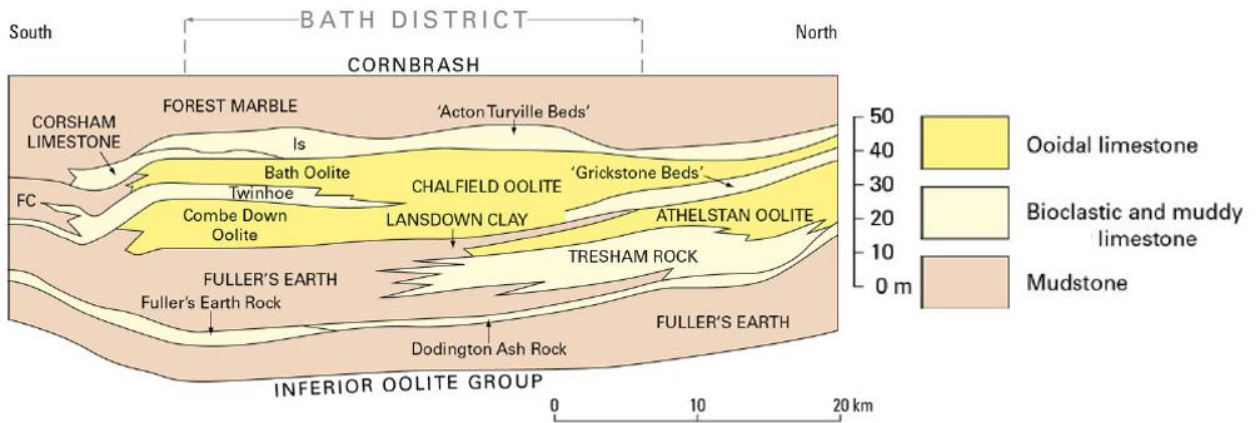 BATH DISTRICT
South
North
CORNBRASH
FOREST MARBLE
'Acton Turville Beds'
CORSHAM
LIMESTONE
ls
Bath Oolite
'Grickstone Beds'
CHALFIELD OOLITE
Twinhoe
FC
Combe Down
Oolite
LANSDOWN CLAY
ATHELSTAN OOLITE
TRESHAM ROCK
FULLER'S EARTH
Fuller's Earth Rock
FULLER'S EARTH
Dodington Ash Rock
INFERIOR OOLITE GROUP
50
40
30
20
10
0 m
Ooidal limestone
Bioclastic and muddy
limestone
Mudstone
0 10 20 km